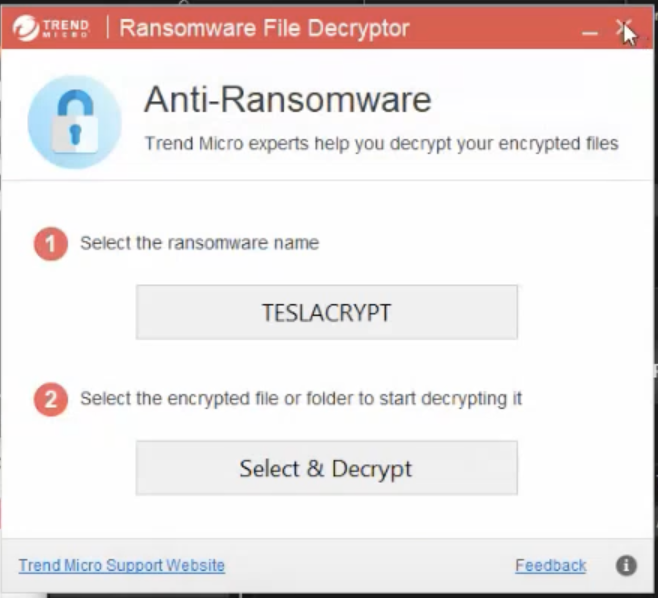 TREND MICRO | Ransomware File Decryptor
Anti-Ransomware
Trend Micro experts help you decrypt your encrypted files
1 Select the ransomware name
TESLACRYPT
2 Select the encrypted file or folder to start decrypting it
Select & Decrypt
Trend Micro Support Website Feedback i